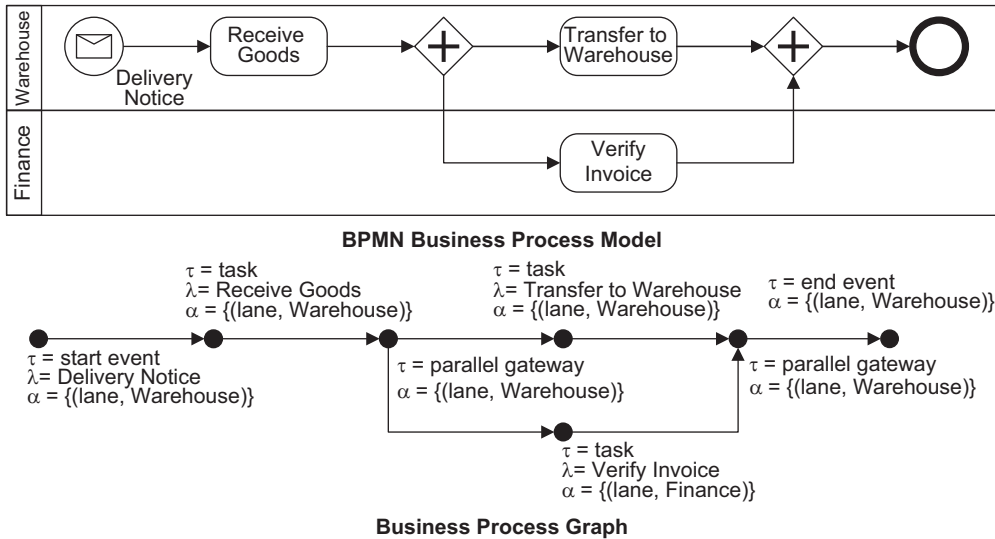 Warehouse
Delivery
Notice
Receive
Goods
Transfer to
Warehouse
Finance
Verify
Invoice
BPMN Business Process Model
τ = start event
λ= Delivery Notice
α = {(lane, Warehouse)}
τ = task
λ= Receive Goods
α = {(lane, Warehouse)}
τ = parallel gateway
α = {(lane, Warehouse)}
τ = task
λ= Transfer to Warehouse
α = {(lane, Warehouse)}
τ = task
λ= Verify Invoice
α = {(lane, Finance)}
τ = parallel gateway
α = {(lane, Warehouse)}
τ = end event
α = {(lane, Warehouse)}
Business Process Graph